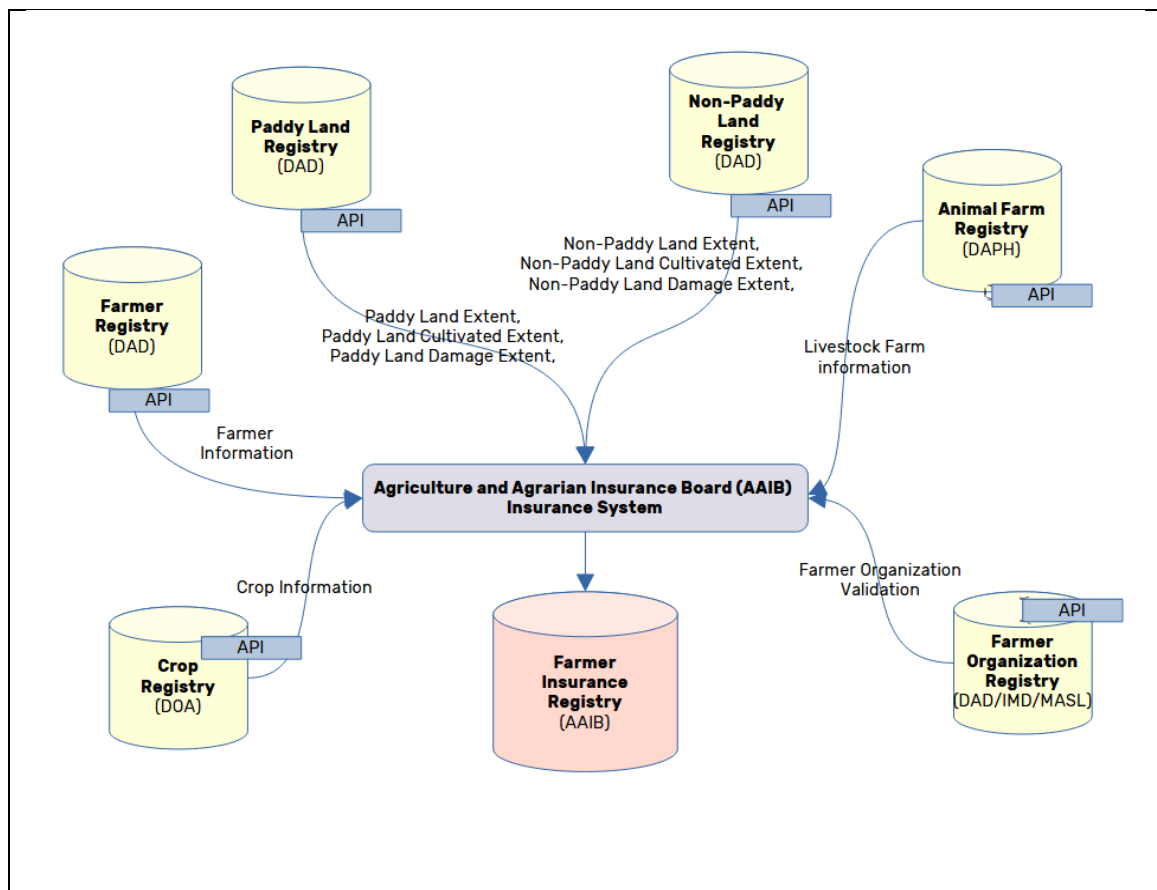 Paddy Land
Registry
(DAD)
API
Non-Paddy
Land
Registry
(DAD)
API
Animal Farm
Registry
(DAPH)
API
Non-Paddy Land Extent,
Non-Paddy Land Cultivated Extent,
Non-Paddy Land Damage Extent,
Farmer
Registry
(DAD)
API
Paddy Land Extent,
Paddy Land Cultivated Extent,
Paddy Land Damage Extent,
Livestock Farm
information
Farmer
Information
Agriculture and Agrarian Insurance Board (AAIB)
Insurance System
Crop Information
Farmer Organization
Validation
API
Crop
Registry
(DOA)
Farmer
Insurance
Registry
(AAIB)
API
Farmer
Organization
Registry
(DAD/IMD/MASL)